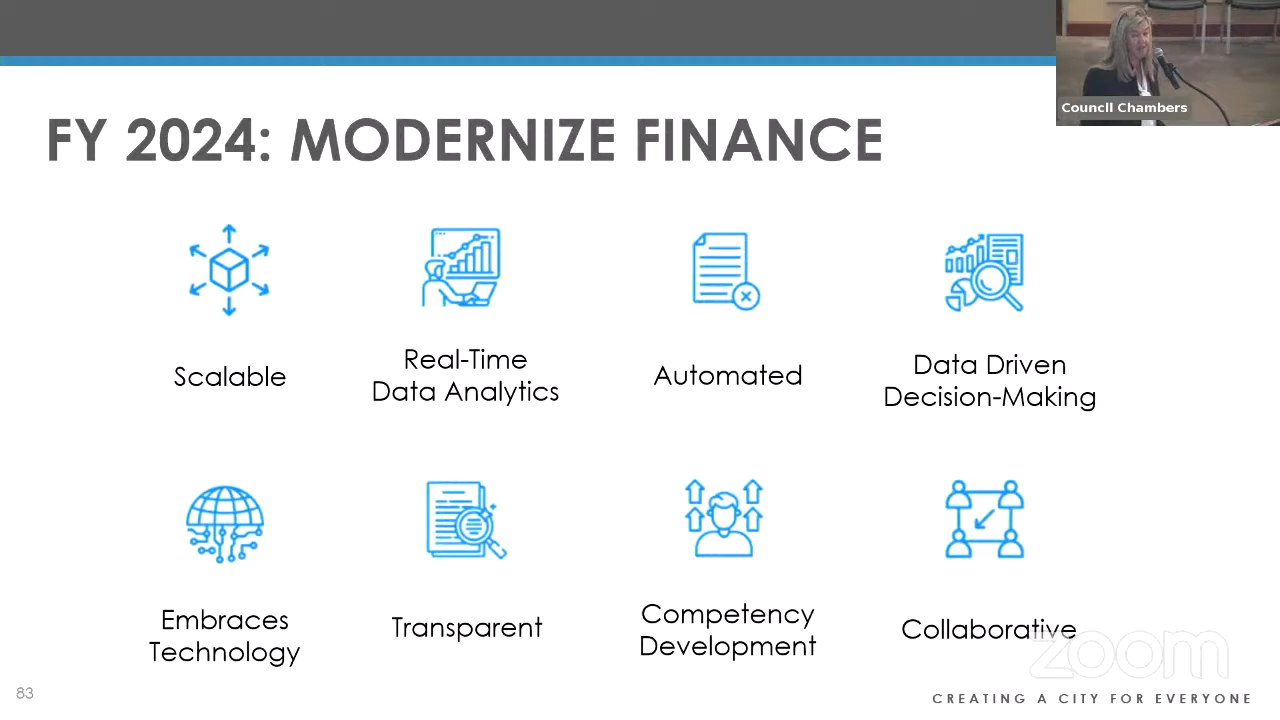 Council Chambers
FY 2024: MODERNIZE FINANCE
Scalable
Real-Time
Data Analytics
Automated
Data Driven
Decision-Making
Embraces
Technology
Transparent
Competency
Development
Collaborative
zoom
83
CREATING A CITY FOR EVERYONE